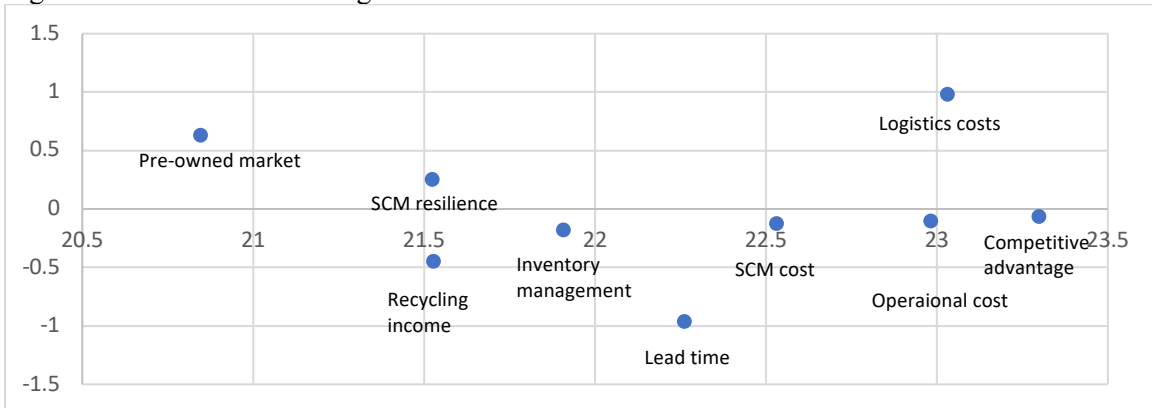 1.5
1
Logistics costs
0.5
Pre-owned market
SCM resilience
0
20.5
21
21.5
22
22.5
23
23.5
Competitive
advantage
Inventory
management
SCM cost
-0.5
Recycling
income
Operaional cost
-1
Lead time
-1.5